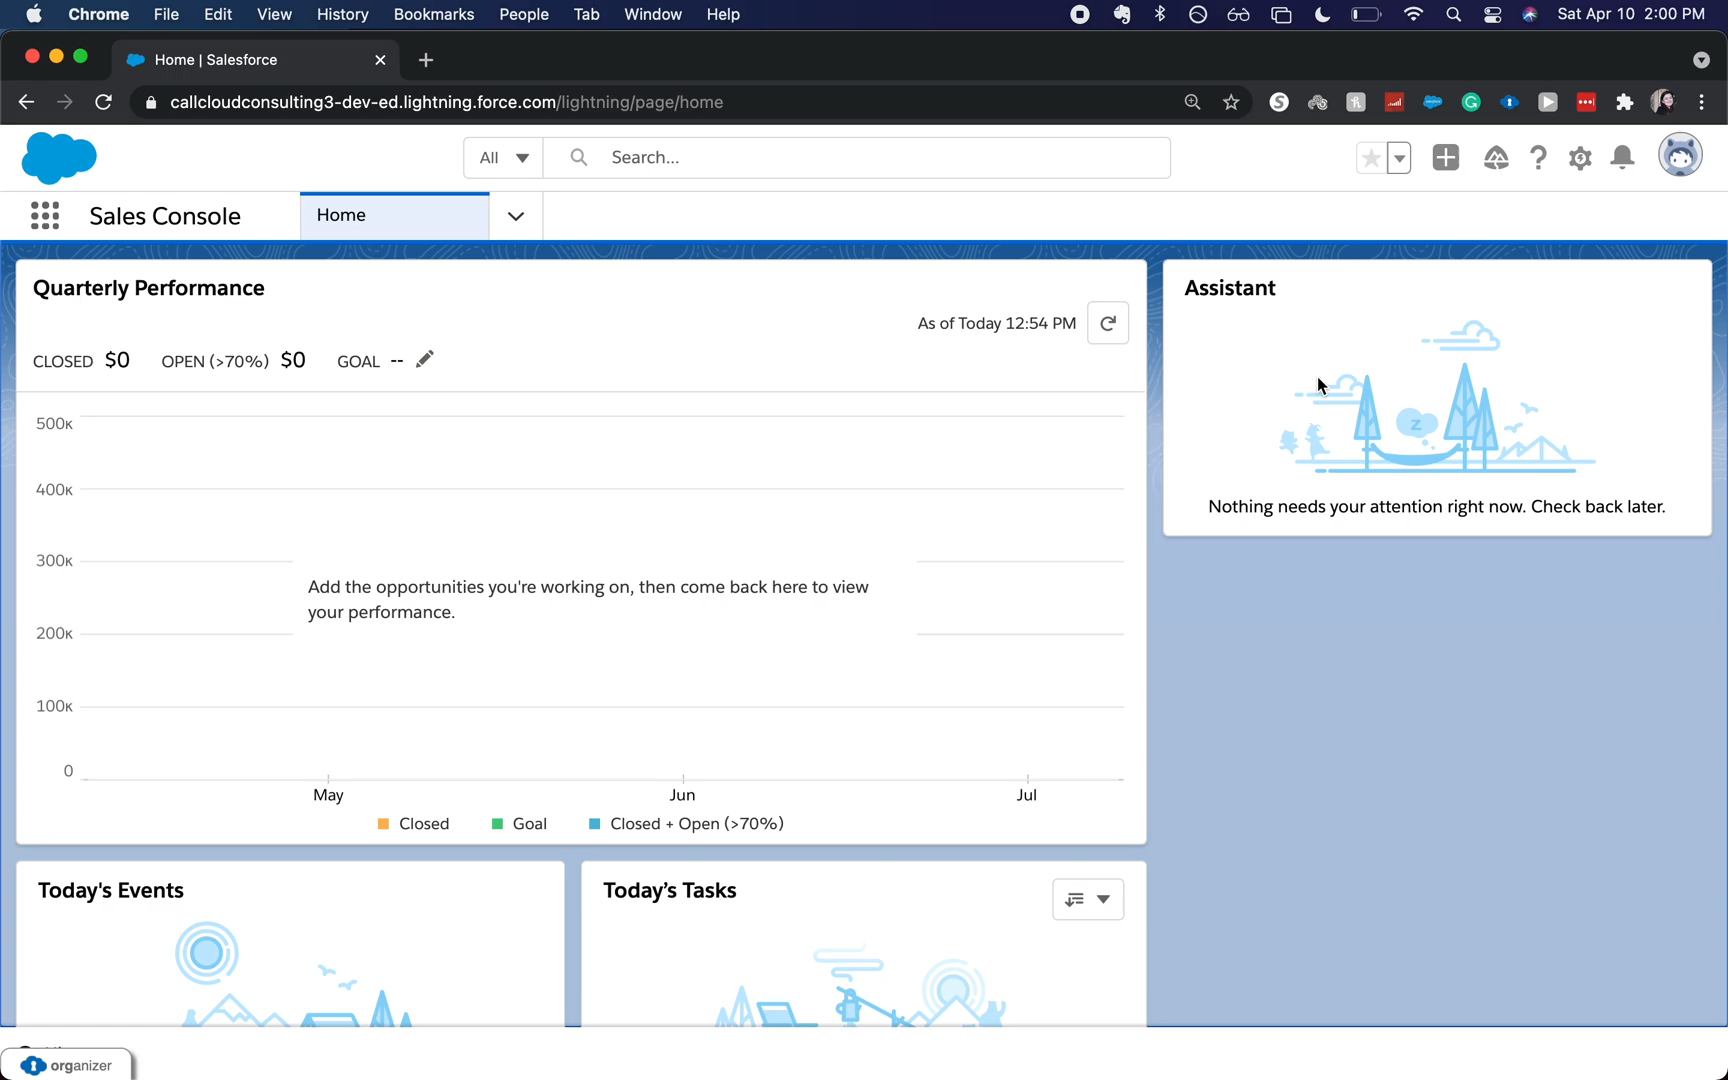 Chrome File Edit View History Bookmarks People Tab Window Help Sat Apr 10 2:00 PM
Home | Salesforce
callcloudconsulting3-dev-ed.lightning.force.com/lightning/page/home
All Search...
Sales Console Home
Quarterly Performance
As of Today 12:54 PM
CLOSED $0 OPEN (>70%) $0 GOAL --
500K
400K
300K
Add the opportunities you're working on, then come back here to view
your performance.
200K
100K
0
May Jun Jul
Closed Goal Closed + Open (>70%)
Assistant
z
Nothing needs your attention right now. Check back later.
Today's Events
Today's Tasks
organizer